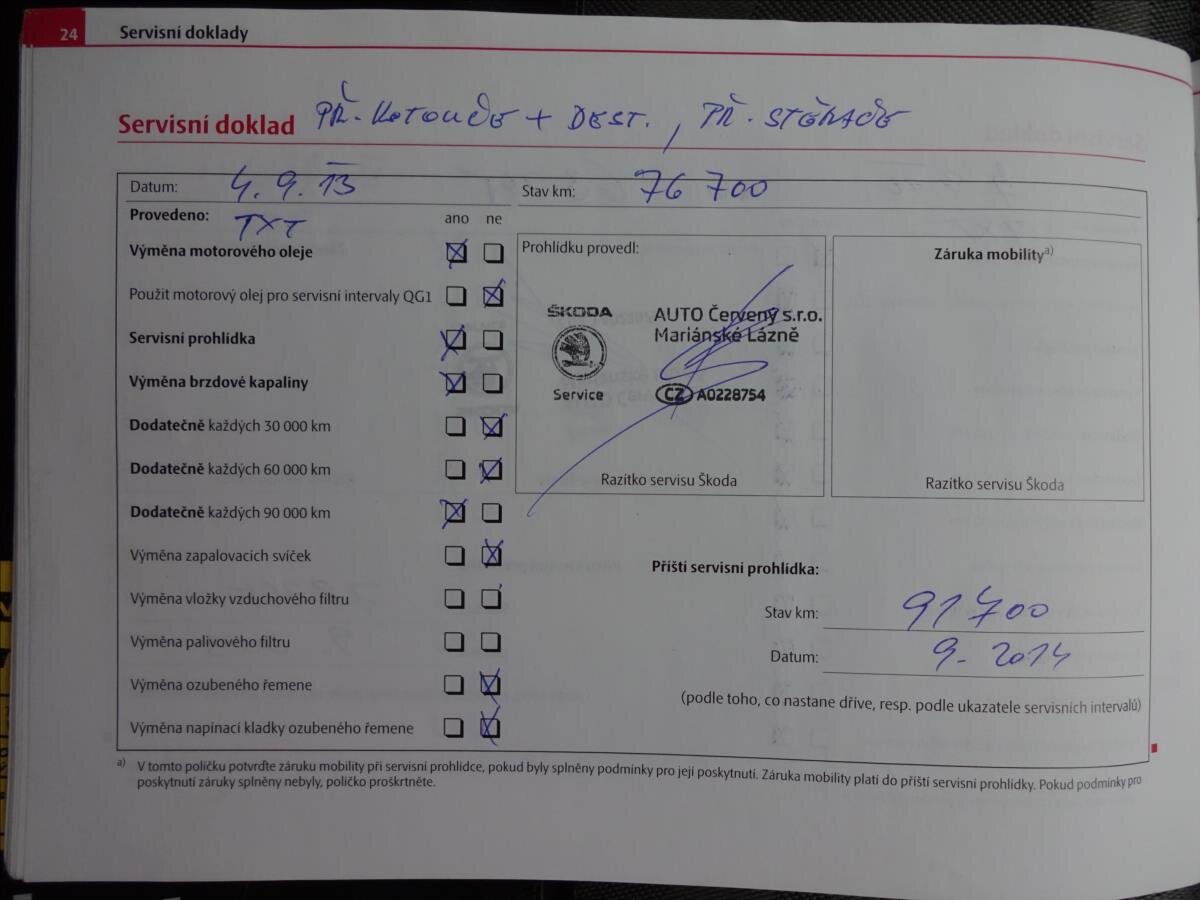 24 Servisní doklady
Servisní doklad PŘ. KOTOUČE + DEST. , PŘ. STĚRAČE
Datum: 4. 9. 13 Stav km: 76 700
Provedeno: TXT ano ne
Výměna motorového oleje
Použit motorový olej pro servisní intervaly QG1
Servisní prohlídka
Výměna brzdové kapaliny
Dodatečně každých 30 000 km
Dodatečně každých 60 000 km
Dodatečně každých 90 000 km
Výměna zapalovacích svíček
Výměna vložky vzduchového filtru
Výměna palivového filtru
Výměna ozubeného řemene
Výměna napínací kladky ozubeného řemene
Prohlídku provedl:
ŠKODA
Service
AUTO Červený s.r.o.
Mariánské Lázně
CZ A0228754
Razítko servisu Škoda
Záruka mobility a)
Razítko servisu Škoda
Příští servisní prohlídka:
Stav km: 91 700
Datum: 9. 2014
(podle toho, co nastane dříve, resp. podle ukazatele servisních intervalů)
a) V tomto políčku potvrďte záruku mobility při servisní prohlídce, pokud byly splněny podmínky pro její poskytnutí. Záruka mobility platí do příští servisní prohlídky. Pokud podmínky pro
poskytnutí záruky splněny nebyly, políčko proškrtněte.